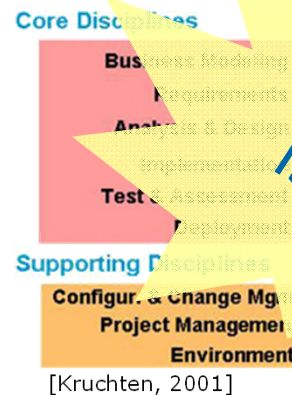 Core Disciplines
Business Modeling
Requirements
Analysis & Design
Implementation
Test & Assessment
Deployment
Supporting Disciplines
Configur. & Change Mgm
Project Managemen
Environment
[Kruchten, 2001]